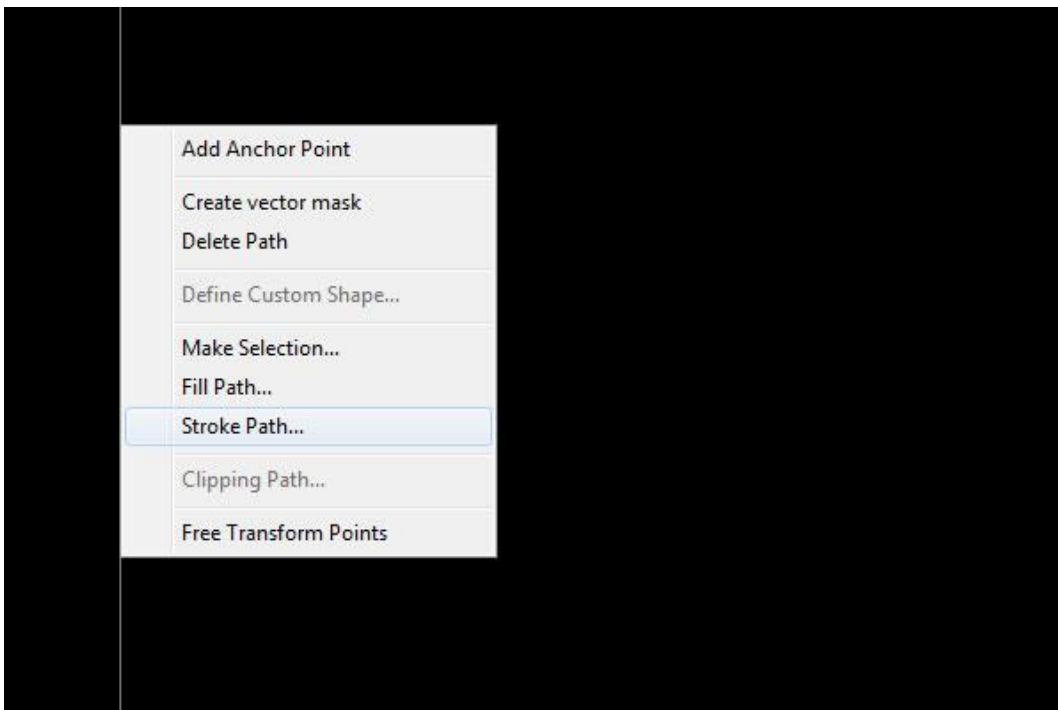 Add Anchor Point
Create vector mask
Delete Path
Define Custom Shape...
Make Selection...
Fill Path...
Stroke Path...
Clipping Path...
Free Transform Points